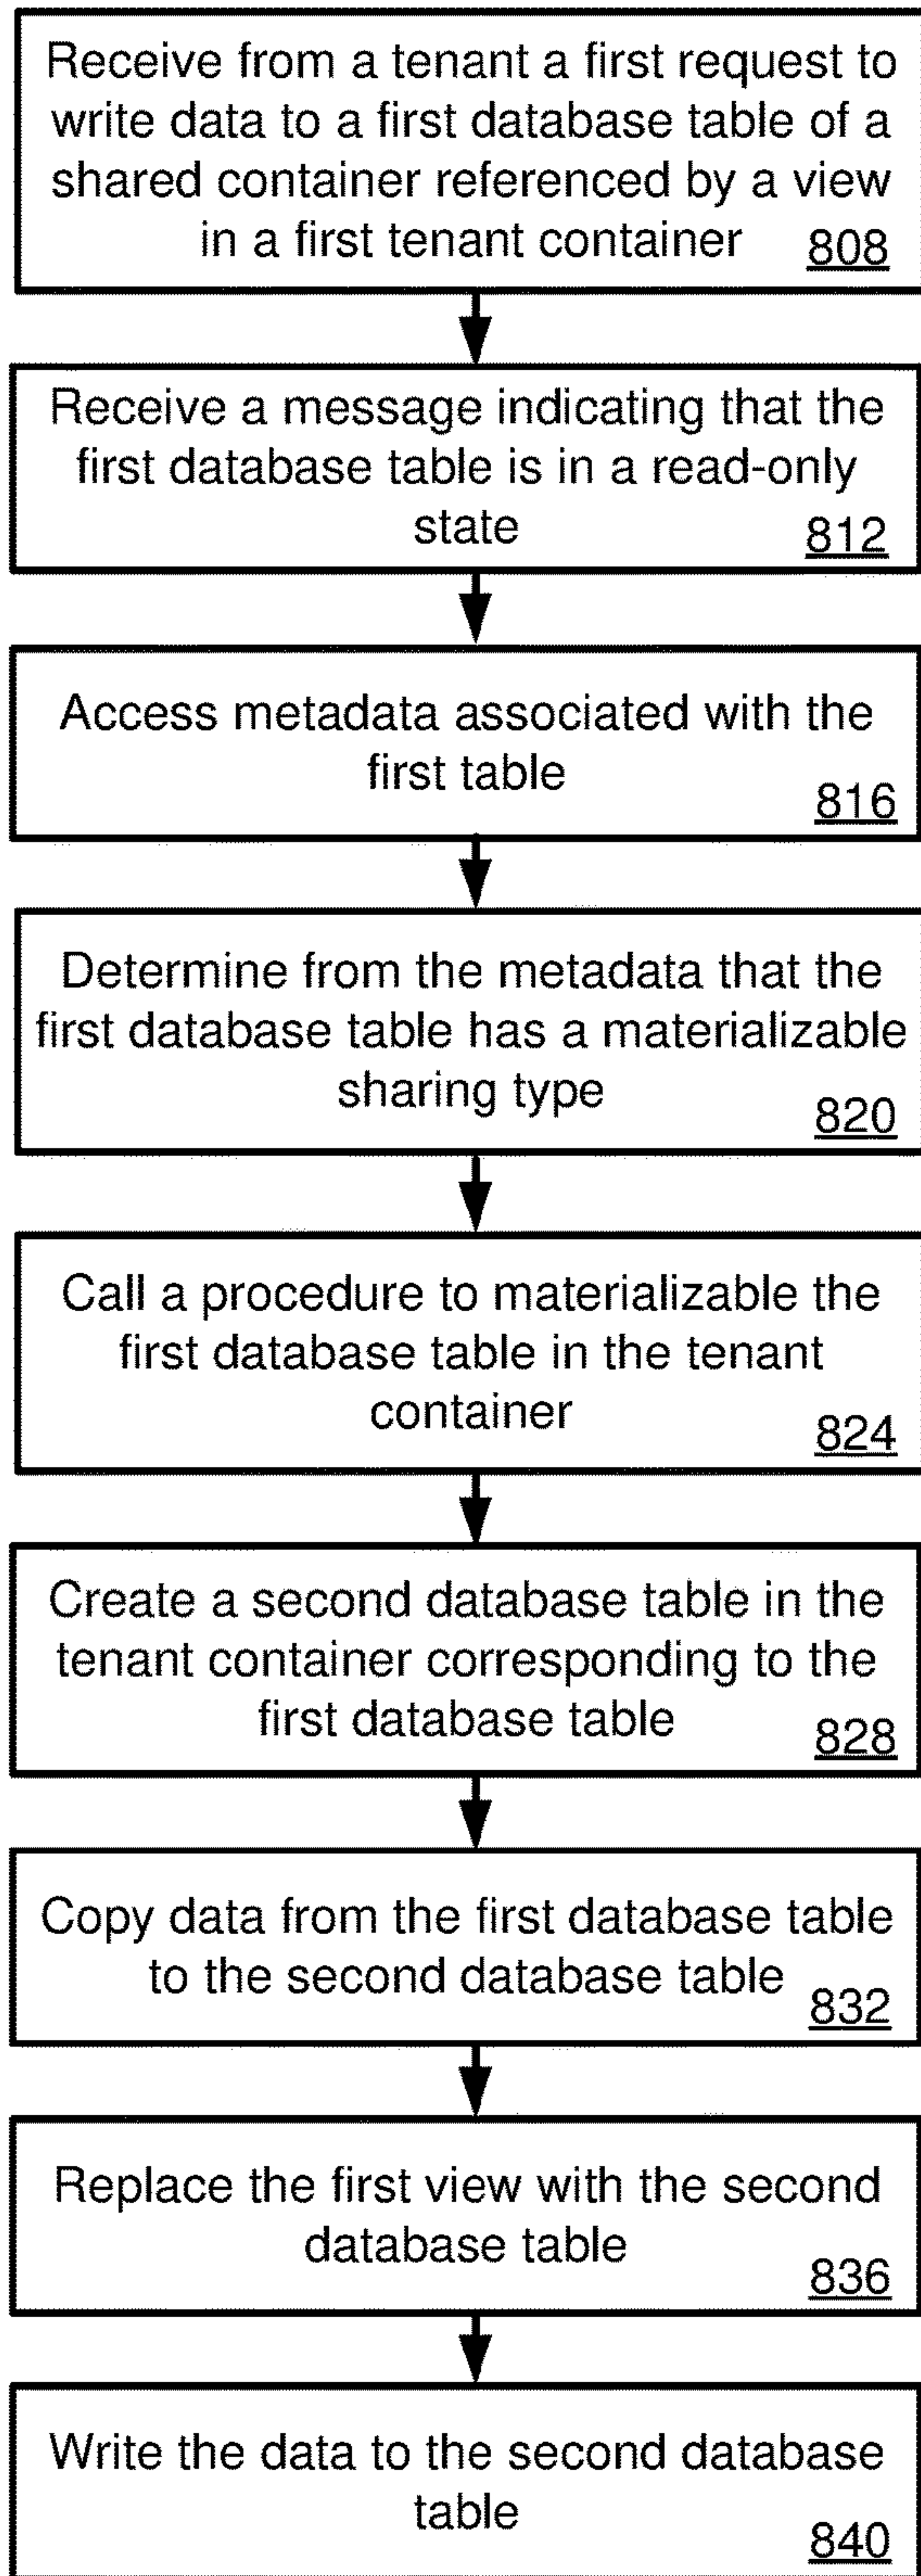 Receive from a tenant a first request to
write data to a first database table of a
shared container referenced by a view
in a first tenant container 808
Receive a message indicating that the
first database table is in a read-only
state 812
Access metadata associated with the
first table 816
Determine from the metadata that the
first database table has a materializable
sharing type 820
Call a procedure to materializable the
first database table in the tenant
container 824
Create a second database table in the
tenant container corresponding to the
first database table 828
Copy data from the first database table
to the second database table 832
Replace the first view with the second
database table 836
Write the data to the second database
table 840